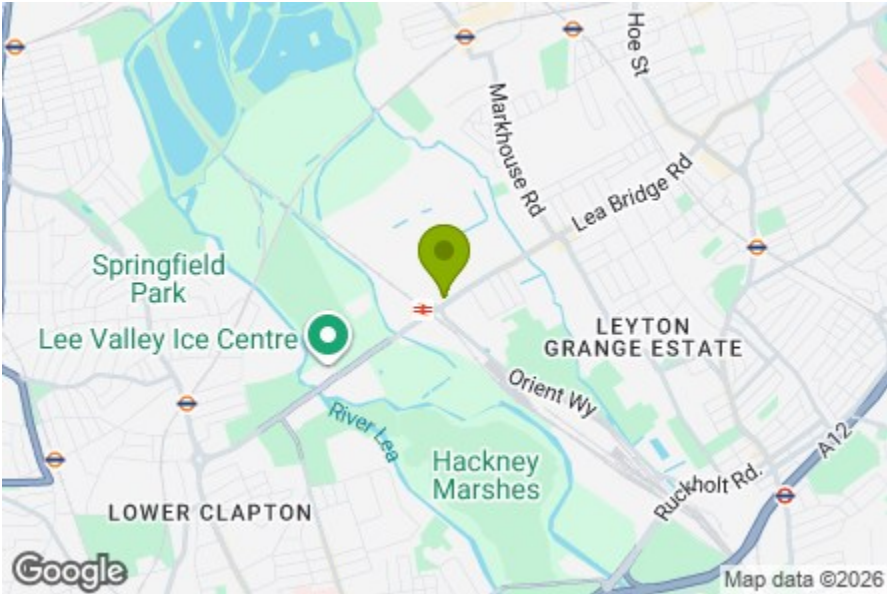 Hoe St
Markhouse Rd
Lea Bridge Rd
Springfield
Park
Lee Valley Ice Centre
LEYTON
GRANGE ESTATE
Orient Wy
River Lea
Hackney
Marshes
A12
Ruckholt Rd.
LOWER CLAPTON
Google
Map data ©2026